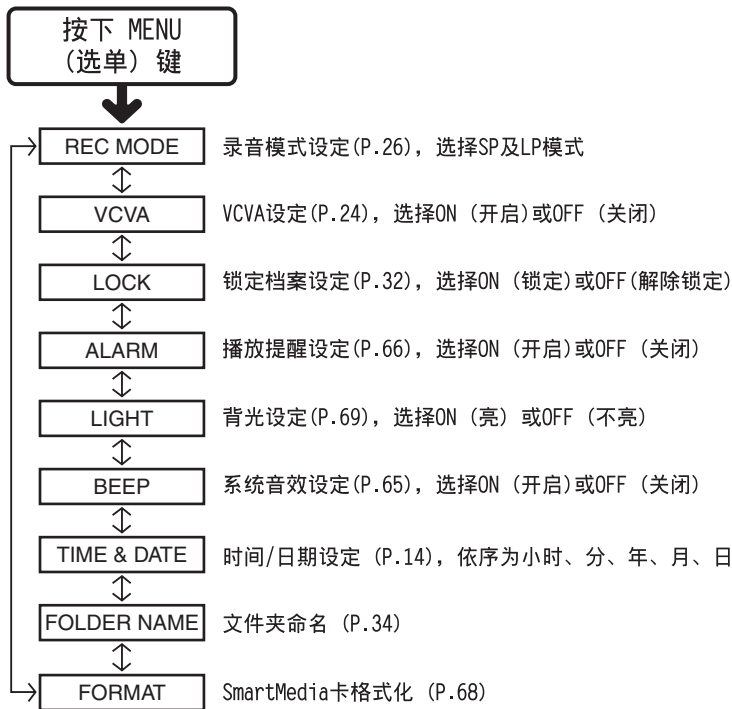 按下 MENU
(选单) 键
REC MODE 录音模式设定(P.26), 选择SP及LP模式
VCVA VCVA设定(P.24), 选择ON (开启)或OFF (关闭)
LOCK 锁定档案设定(P.32), 选择ON (锁定)或OFF(解除锁定)
ALARM 播放提醒设定(P.66), 选择ON (开启)或OFF (关闭)
LIGHT 背光设定(P.69), 选择ON (亮) 或OFF (不亮)
BEEP 系统音效设定(P.65), 选择ON (开启)或OFF (关闭)
TIME & DATE 时间/日期设定 (P.14), 依序为小时、分、年、月、日
FOLDER NAME 文件夹命名 (P.34)
FORMAT SmartMedia卡格式化 (P.68)